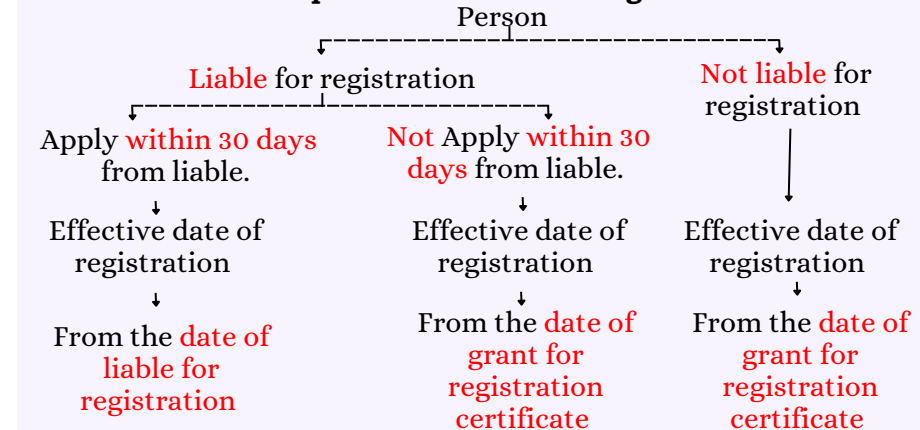 Person
Liable for registration
Not liable for
registration
Apply within 30 days
from liable.
Not Apply within 30
days from liable.
Effective date of
registration
Effective date of
registration
Effective date of
registration
From the date of
liable for
registration
From the date of
grant for
registration
certificate
From the date of
grant for
registration
certificate